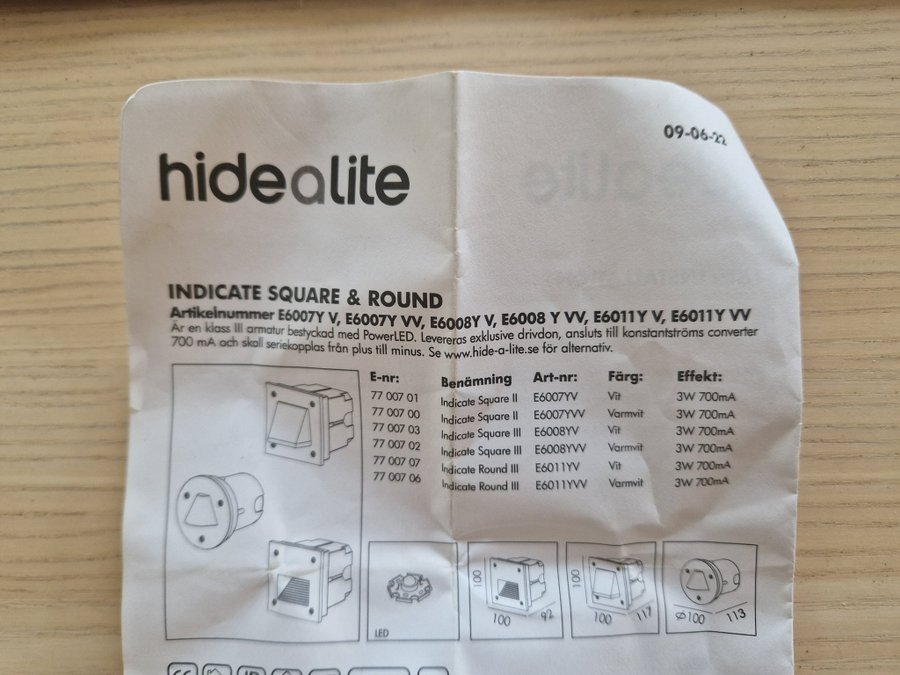 09-06-22
hidealite
INDICATE SQUARE & ROUND
Artikelnummer E6007Y V, E6007Y VV, E6008Y V, E6008 Y VV, E6011Y V, E6011Y VV
Är en klass III armatur bestyckad med PowerLED. Levereras exklusive drivdon, ansluts till konstantströms converter
700 mA och skall seriekopplas från plus till minus. Se www.hide-a-lite.se för alternativ.
E-nr: Benämning Art-nr: Färg: Effekt:
77 007 01 Indicate Square II E6007YV Vit 3W 700mA
77 007 00 Indicate Square II E6007YVV Varmvit 3W 700mA
77 007 03 Indicate Square III E6008YV Vit 3W 700mA
77 007 02 Indicate Square III E6008YVV Varmvit 3W 700mA
77 007 07 Indicate Round III E6011YV Vit 3W 700mA
77 007 06 Indicate Round III E6011YVV Varmvit 3W 700mA
LED
100 100 92
100 100 117
Ø100 113